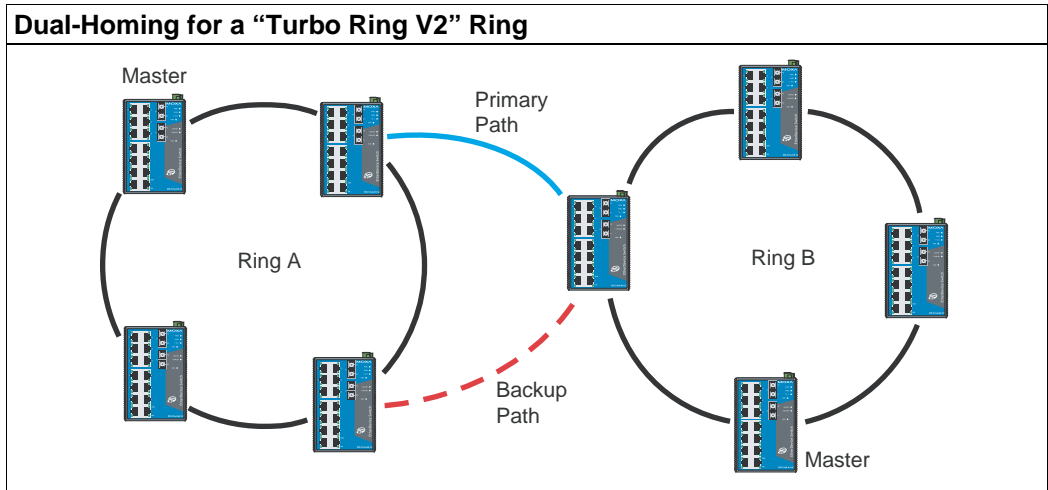 Dual-Homing for a “Turbo Ring V2” Ring
Master
Primary
Path
Ring A
Ring B
Backup
Path
Master